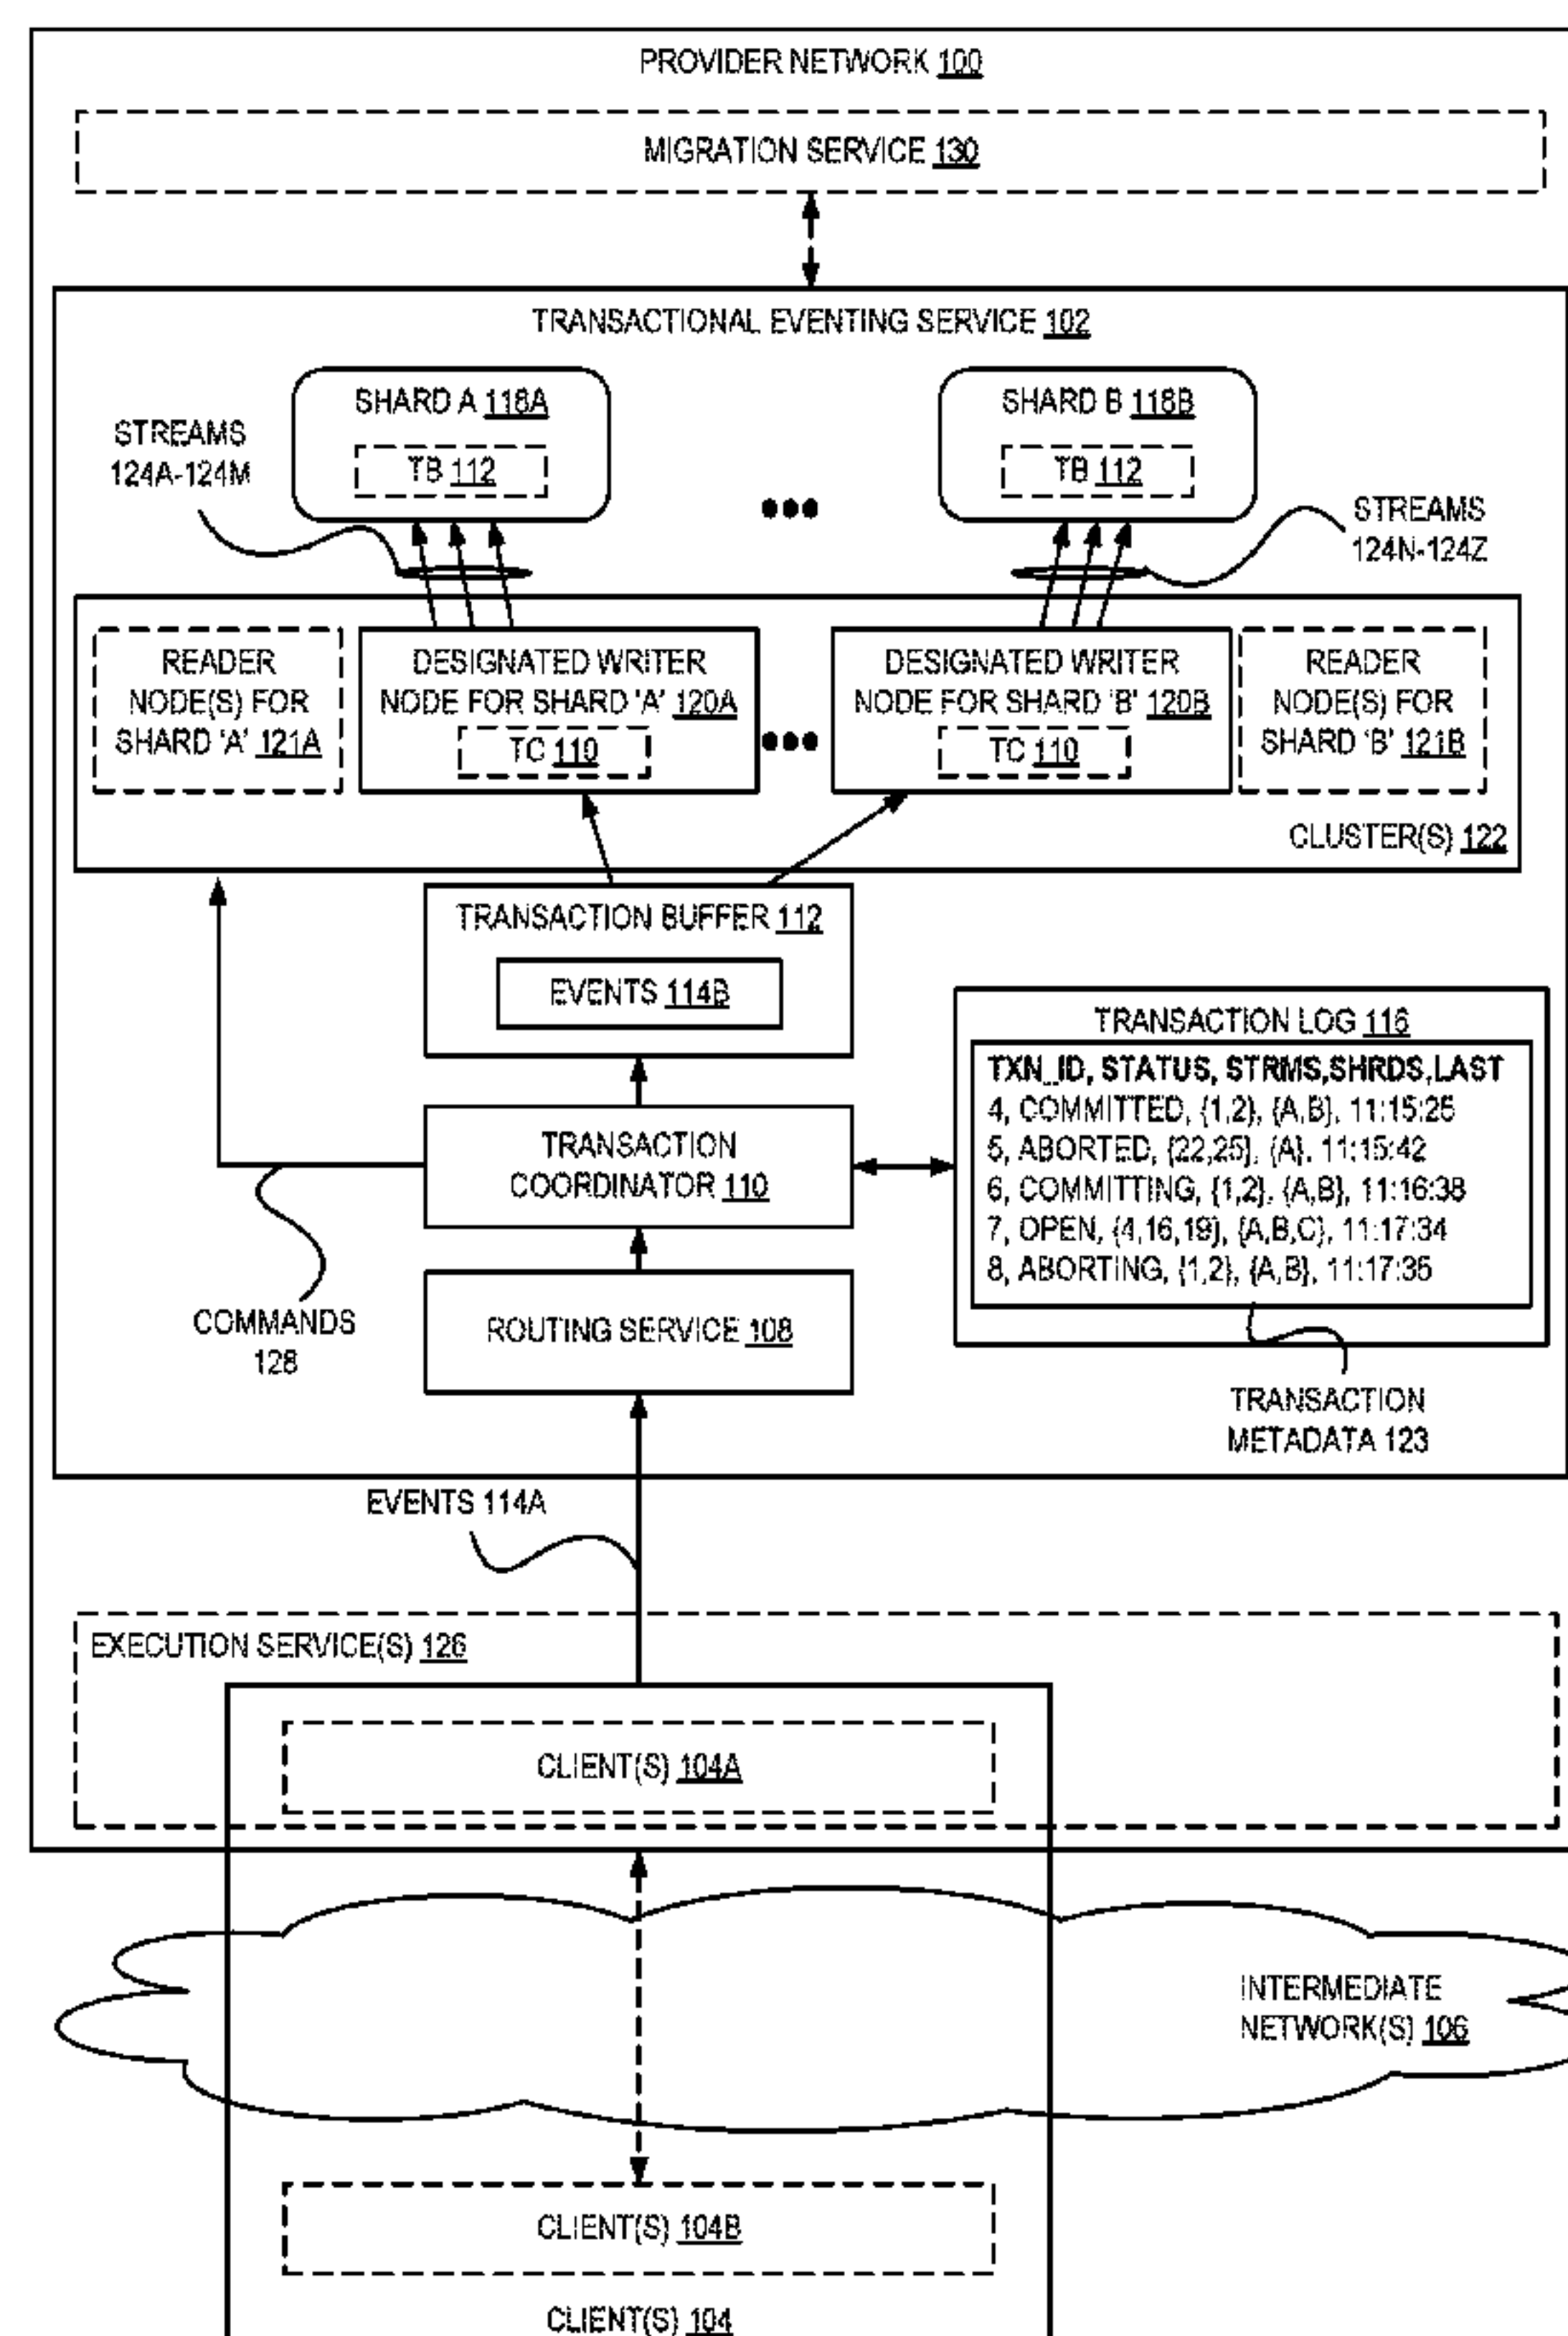 PROVIDER NETWORK 100
MIGRATION SERVICE 130
TRANSACTIONAL EVENTING SERVICE 102
SHARD A 118A
TB 112
SHARD B 118B
TB 112
STREAMS
124A-124M
STREAMS
124N-124Z
READER
NODE(S) FOR
SHARD 'A' 121A
DESIGNATED WRITER
NODE FOR SHARD 'A' 120A
TC 110
DESIGNATED WRITER
NODE FOR SHARD 'B' 120B
TC 110
READER
NODE(S) FOR
SHARD 'B' 121B
CLUSTER(S) 122
TRANSACTION BUFFER 112
EVENTS 114B
TRANSACTION LOG 116
TXN_ID, STATUS, STRMS,SHRDS,LAST
4, COMMITTED, {1,2}, {A,B}, 11:15:25
5, ABORTED, {22,25}, {A}, 11:15:42
6, COMMITTING, {1,2}, {A,B}, 11:16:38
7, OPEN, {4,16,19}, {A,B,C}, 11:17:34
8, ABORTING, {1,2}, {A,B}, 11:17:35
TRANSACTION
COORDINATOR 110
COMMANDS
128
ROUTING SERVICE 108
TRANSACTION
METADATA 123
EVENTS 114A
EXECUTION SERVICE(S) 126
CLIENT(S) 104A
INTERMEDIATE
NETWORK(S) 106
CLIENT(S) 104B
CLIENT(S) 104